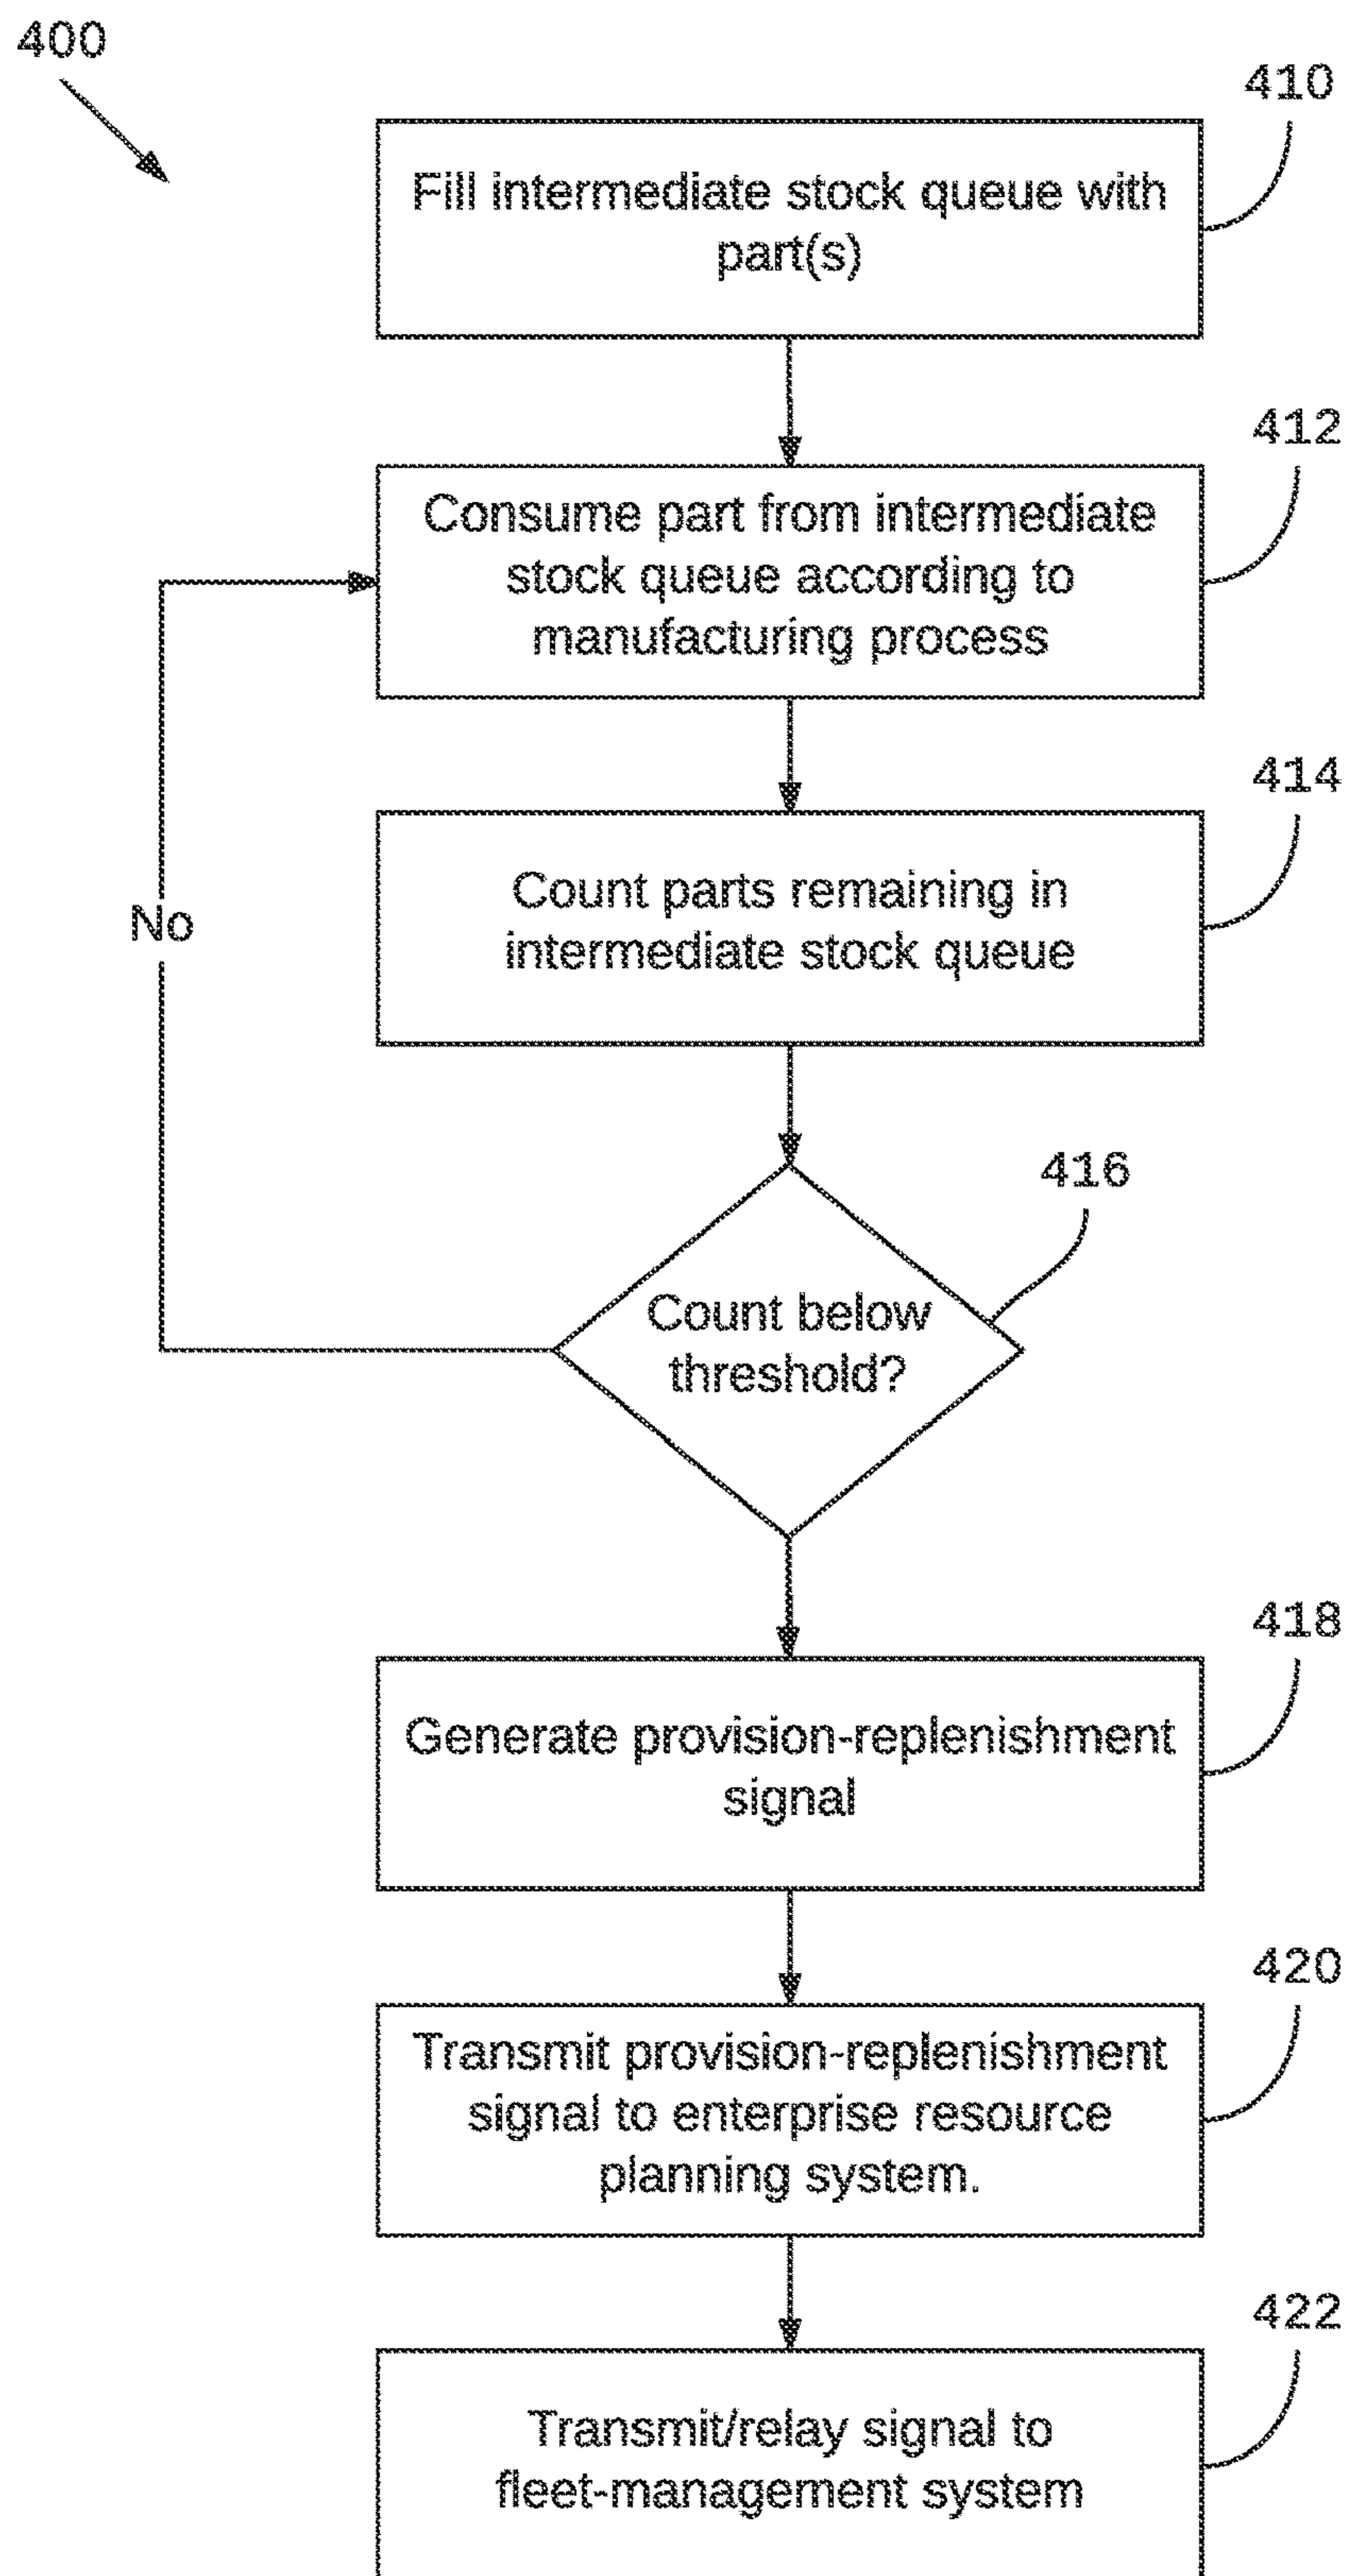 400
410
Fill intermediate stock queue with
part(s)
412
Consume part from intermediate
stock queue according to
manufacturing process
414
Count parts remaining in
intermediate stock queue
No
416
Count below
threshold?
418
Generate provision-replenishment
signal
420
Transmit provision-replenishment
signal to enterprise resource
planning system.
422
Transmit/relay signal to
fleet-management system